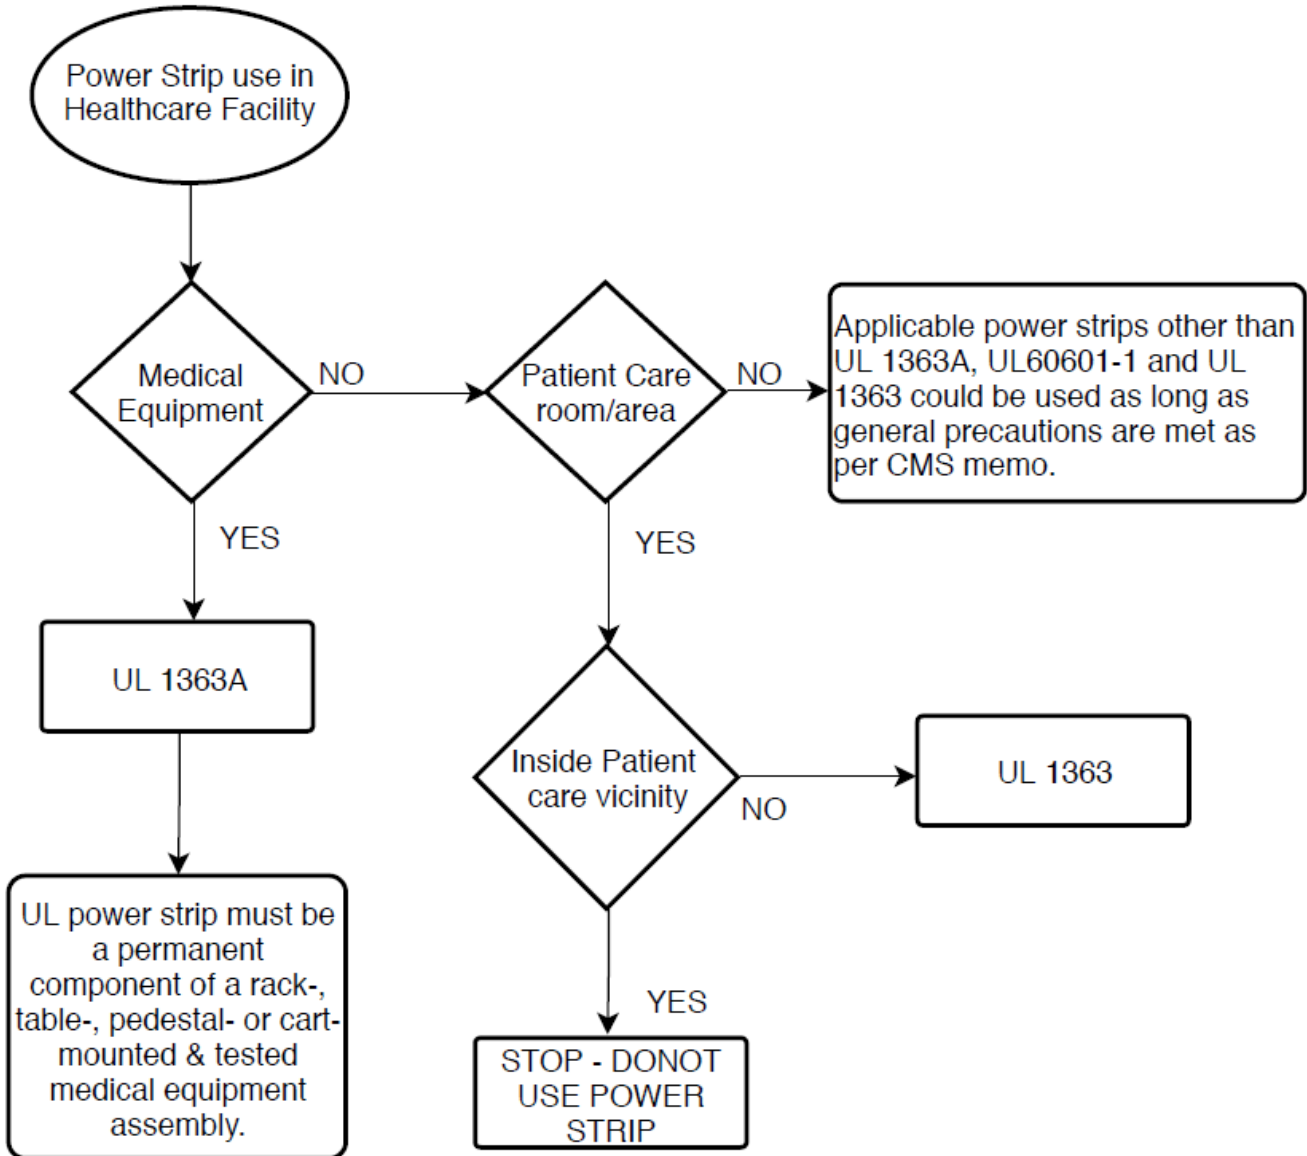 Power Strip use in
Healthcare Facility
Medical
Equipment
NO
Patient Care
room/area
NO
Applicable power strips other than
UL 1363A, UL60601-1 and UL
1363 could be used as long as
general precautions are met as
per CMS memo.
YES
YES
UL 1363A
Inside Patient
care vicinity
NO
UL 1363
UL power strip must be
a permanent
component of a rack-,
table-, pedestal- or cart-
mounted & tested
medical equipment
assembly.
YES
STOP - DONOT
USE POWER
STRIP